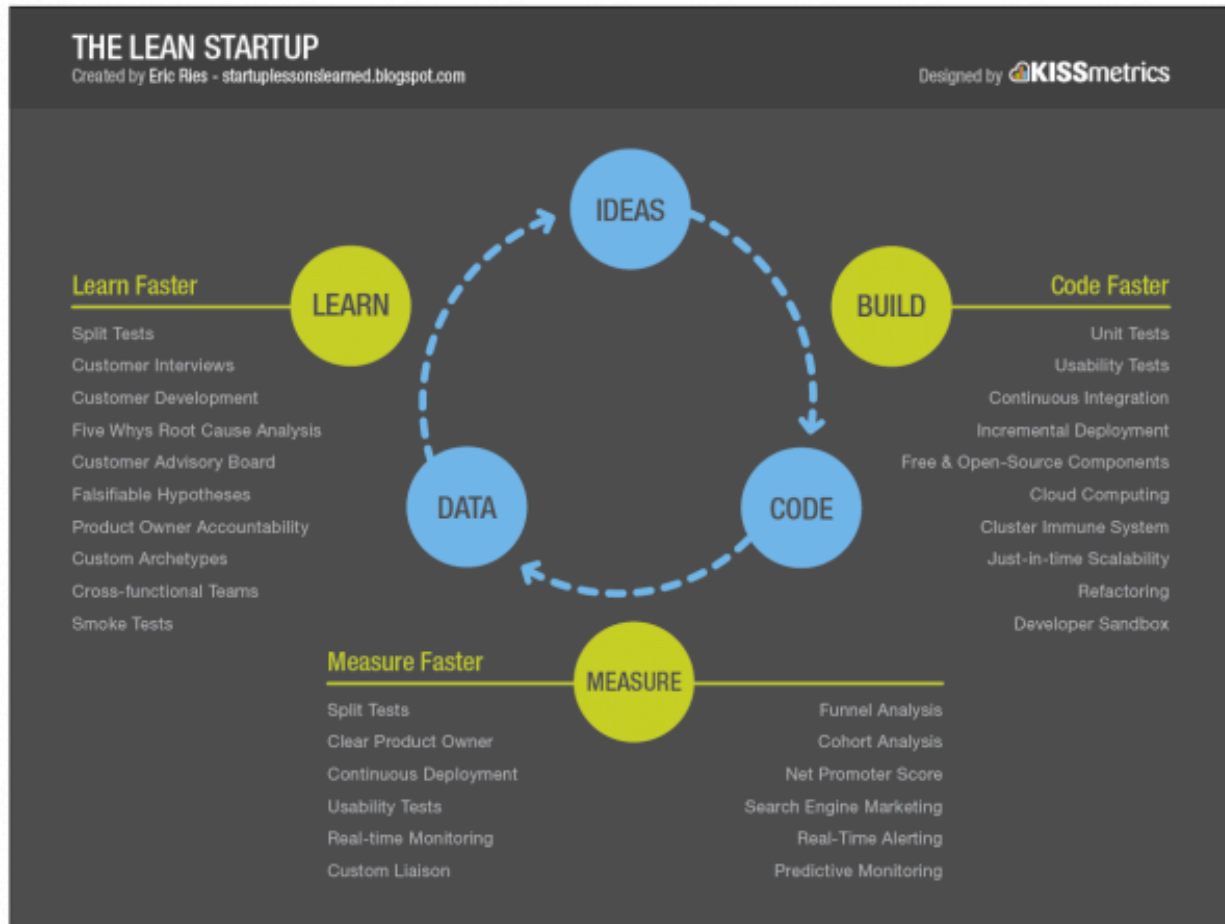 THE LEAN STARTUP
Created by Eric Ries - startuplessonslearned.blogspot.com
Designed by KISSmetrics
IDEAS
LEARN
BUILD
DATA
CODE
MEASURE
Learn Faster
Split Tests
Customer Interviews
Customer Development
Five Whys Root Cause Analysis
Customer Advisory Board
Falsifiable Hypotheses
Product Owner Accountability
Custom Archetypes
Cross-functional Teams
Smoke Tests
Code Faster
Unit Tests
Usability Tests
Continuous Integration
Incremental Deployment
Free & Open-Source Components
Cloud Computing
Cluster Immune System
Just-in-time Scalability
Refactoring
Developer Sandbox
Measure Faster
Split Tests
Clear Product Owner
Continuous Deployment
Usability Tests
Real-time Monitoring
Custom Liaison
Funnel Analysis
Cohort Analysis
Net Promoter Score
Search Engine Marketing
Real-Time Alerting
Predictive Monitoring